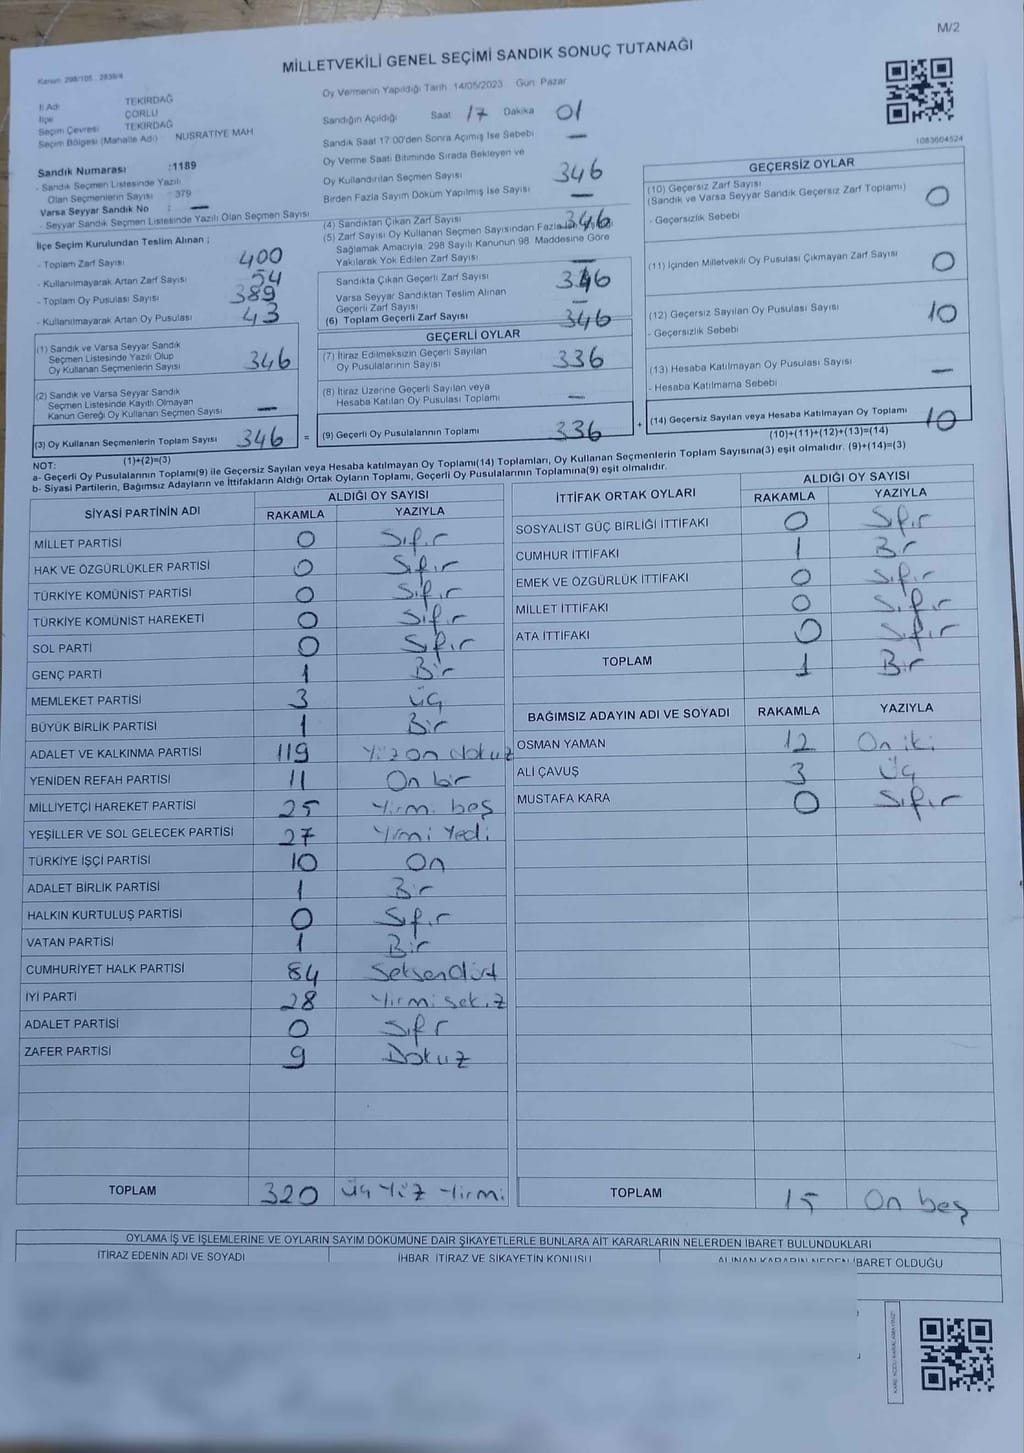 M/2
MİLLETVEKİLİ GENEL SEÇİMİ SANDIK SONUÇ TUTANAĞI
Kanun 298/105 2839/4
İl Adı TEKİRDAĞ
İlçe ÇORLU
Seçim Çevresi TEKİRDAĞ
Seçim Bölgesi (Mahalle Adı) NUSRATİYE MAH
Sandık Numarası :1189
- Sandık Seçmen Listesinde Yazılı
Olan Seçmenlerin Sayısı : 379
Varsa Seyyar Sandık No : —
- Seyyar Sandık Seçmen Listesinde Yazılı Olan Seçmen Sayısı
İlçe Seçim Kurulundan Teslim Alınan ;
- Toplam Zarf Sayısı 400
- Kullanılmayarak Artan Zarf Sayısı 54
- Toplam Oy Pusulası Sayısı 389
- Kullanılmayarak Artan Oy Pusulası 43
(1) Sandık ve Varsa Seyyar Sandık
Seçmen Listesinde Yazılı Olup
Oy Kullanan Seçmenlerin Sayısı 346
(2) Sandık ve Varsa Seyyar Sandık
Seçmen Listesinde Kayıtlı Olmayan
Kanun Gereği Oy Kullanan Seçmen Sayısı —
(3) Oy Kullanan Seçmenlerin Toplam Sayısı 346 =
(1)+(2)=(3)
Oy Vermenin Yapıldığı Tarih :14/05/2023 Gün: Pazar
Sandığın Açıldığı Saat 17 Dakika 01
Sandık Saat 17.00'den Sonra Açımış İse Sebebi —
Oy Verme Saati Bitiminde Sırada Bekleyen ve
Oy Kullandırılan Seçmen Sayısı 346
Birden Fazla Sayım Döküm Yapılmış İse Sayısı —
(4) Sandıktan Çıkan Zarf Sayısı 346
(5) Zarf Sayısı Oy Kullanan Seçmen Sayısından Fazla
Sağlamak Amacıyla, 298 Sayılı Kanunun 98. Maddesine Göre
Yakılarak Yok Edilen Zarf Sayısı —
Sandıkta Çıkan Geçerli Zarf Sayısı 346
Varsa Seyyar Sandıktan Teslim Alınan
Geçerli Zarf Sayısı —
(6) Toplam Geçerli Zarf Sayısı 346
GEÇERLİ OYLAR
(7) İtiraz Edilmeksizin Geçerli Sayılan
Oy Pusulalarının Sayısı 336
(8) İtiraz Üzerine Geçerli Sayılan veya
Hesaba Katılan Oy Pusulası Toplamı —
(9) Geçerli Oy Pusulalarının Toplamı 336 +
1083604524
GEÇERSİZ OYLAR
(10) Geçersiz Zarf Sayısı
(Sandık ve Varsa Seyyar Sandık Geçersiz Zarf Toplamı) 0
- Geçersizlik Sebebi
(11) İçinden Milletvekili Oy Pusulası Çıkmayan Zarf Sayısı 0
(12) Geçersiz Sayılan Oy Pusulası Sayısı 10
- Geçersizlik Sebebi
(13) Hesaba Katılmayan Oy Pusulası Sayısı —
- Hesaba Katılmama Sebebi
(14) Geçersiz Sayılan veya Hesaba Katılmayan Oy Toplamı 10
(10)+(11)+(12)+(13)=(14)
NOT:
a- Geçerli Oy Pusulalarının Toplamı(9) ile Geçersiz Sayılan veya Hesaba katılmayan Oy Toplamı(14) Toplamları, Oy Kullanan Seçmenlerin Toplam Sayısına(3) eşit olmalıdır. (9)+(14)=(3)
b- Siyasi Partilerin, Bağımsız Adayların ve İttifakların Aldığı Ortak Oyların Toplamı, Geçerli Oy Pusulalarının Toplamına(9) eşit olmalıdır.
SİYASİ PARTİNİN ADI ALDIĞI OY SAYISI
RAKAMLA YAZIYLA
MİLLET PARTİSİ 0 Sıfır
HAK VE ÖZGÜRLÜKLER PARTİSİ 0 Sıfır
TÜRKİYE KOMÜNİST PARTİSİ 0 Sıfır
TÜRKİYE KOMÜNİST HAREKETİ 0 Sıfır
SOL PARTİ 0 Sıfır
GENÇ PARTİ 1 Bir
MEMLEKET PARTİSİ 3 Üç
BÜYÜK BİRLİK PARTİSİ 1 Bir
ADALET VE KALKINMA PARTİSİ 119 Yüz on dokuz
YENİDEN REFAH PARTİSİ 11 On bir
MİLLİYETÇİ HAREKET PARTİSİ 25 Yirmi beş
YEŞİLLER VE SOL GELECEK PARTİSİ 27 Yirmi Yedi
TÜRKİYE İŞÇİ PARTİSİ 10 On
ADALET BİRLİK PARTİSİ 1 Bir
HALKIN KURTULUŞ PARTİSİ 0 Sıfır
VATAN PARTİSİ 1 Bir
CUMHURİYET HALK PARTİSİ 84 Seksendört
İYİ PARTİ 28 Yirmi sekiz
ADALET PARTİSİ 0 Sıfır
ZAFER PARTİSİ 9 Dokuz
TOPLAM 320 üç Yüz Yirmi
İTTİFAK ORTAK OYLARI ALDIĞI OY SAYISI
RAKAMLA YAZIYLA
SOSYALİST GÜÇ BİRLİĞİ İTTİFAKI 0 Sıfır
CUMHUR İTTİFAKI 1 Bir
EMEK VE ÖZGÜRLÜK İTTİFAKI 0 Sıfır
MİLLET İTTİFAKI 0 Sıfır
ATA İTTİFAKI 0 Sıfır
TOPLAM 1 Bir
BAĞIMSIZ ADAYIN ADI VE SOYADI RAKAMLA YAZIYLA
OSMAN YAMAN 12 On iki
ALİ ÇAVUŞ 3 Üç
MUSTAFA KARA 0 Sıfır
TOPLAM 15 On beş
OYLAMA İŞ VE İŞLEMLERİNE VE OYLARIN SAYIM DÖKÜMÜNE DAİR ŞİKAYETLERLE BUNLARA AİT KARARLARIN NELERDEN İBARET BULUNDUKLARI
İTİRAZ EDENİN ADI VE SOYADI İHBAR, İTİRAZ VE ŞİKAYETİN KONUSU ALINAN KARARIN NEDEN İBARET OLDUĞU
KARE KODU KARALAMAYINIZ!